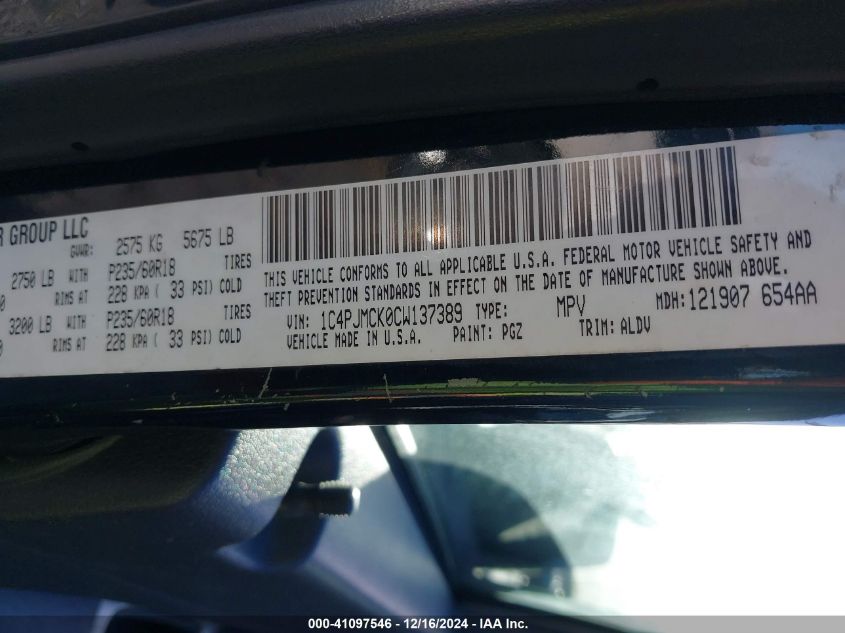 R GROUP LLC
GVWR: 2575 KG 5675 LB
2750 LB WITH P235/60R18 TIRES
RIMS AT 228 KPA ( 33 PSI) COLD
3200 LB WITH P235/60R18 TIRES
RIMS AT 228 KPA ( 33 PSI) COLD
THIS VEHICLE CONFORMS TO ALL APPLICABLE U.S.A. FEDERAL MOTOR VEHICLE SAFETY AND
THEFT PREVENTION STANDARDS IN EFFECT ON THE DATE OF MANUFACTURE SHOWN ABOVE.
VIN: 1C4PJMCK0CW137389 TYPE: MPV MDH:121907 654AA
VEHICLE MADE IN U.S.A. PAINT: PGZ TRIM: ALDV
000-41097546 - 12/16/2024 - IAA Inc.